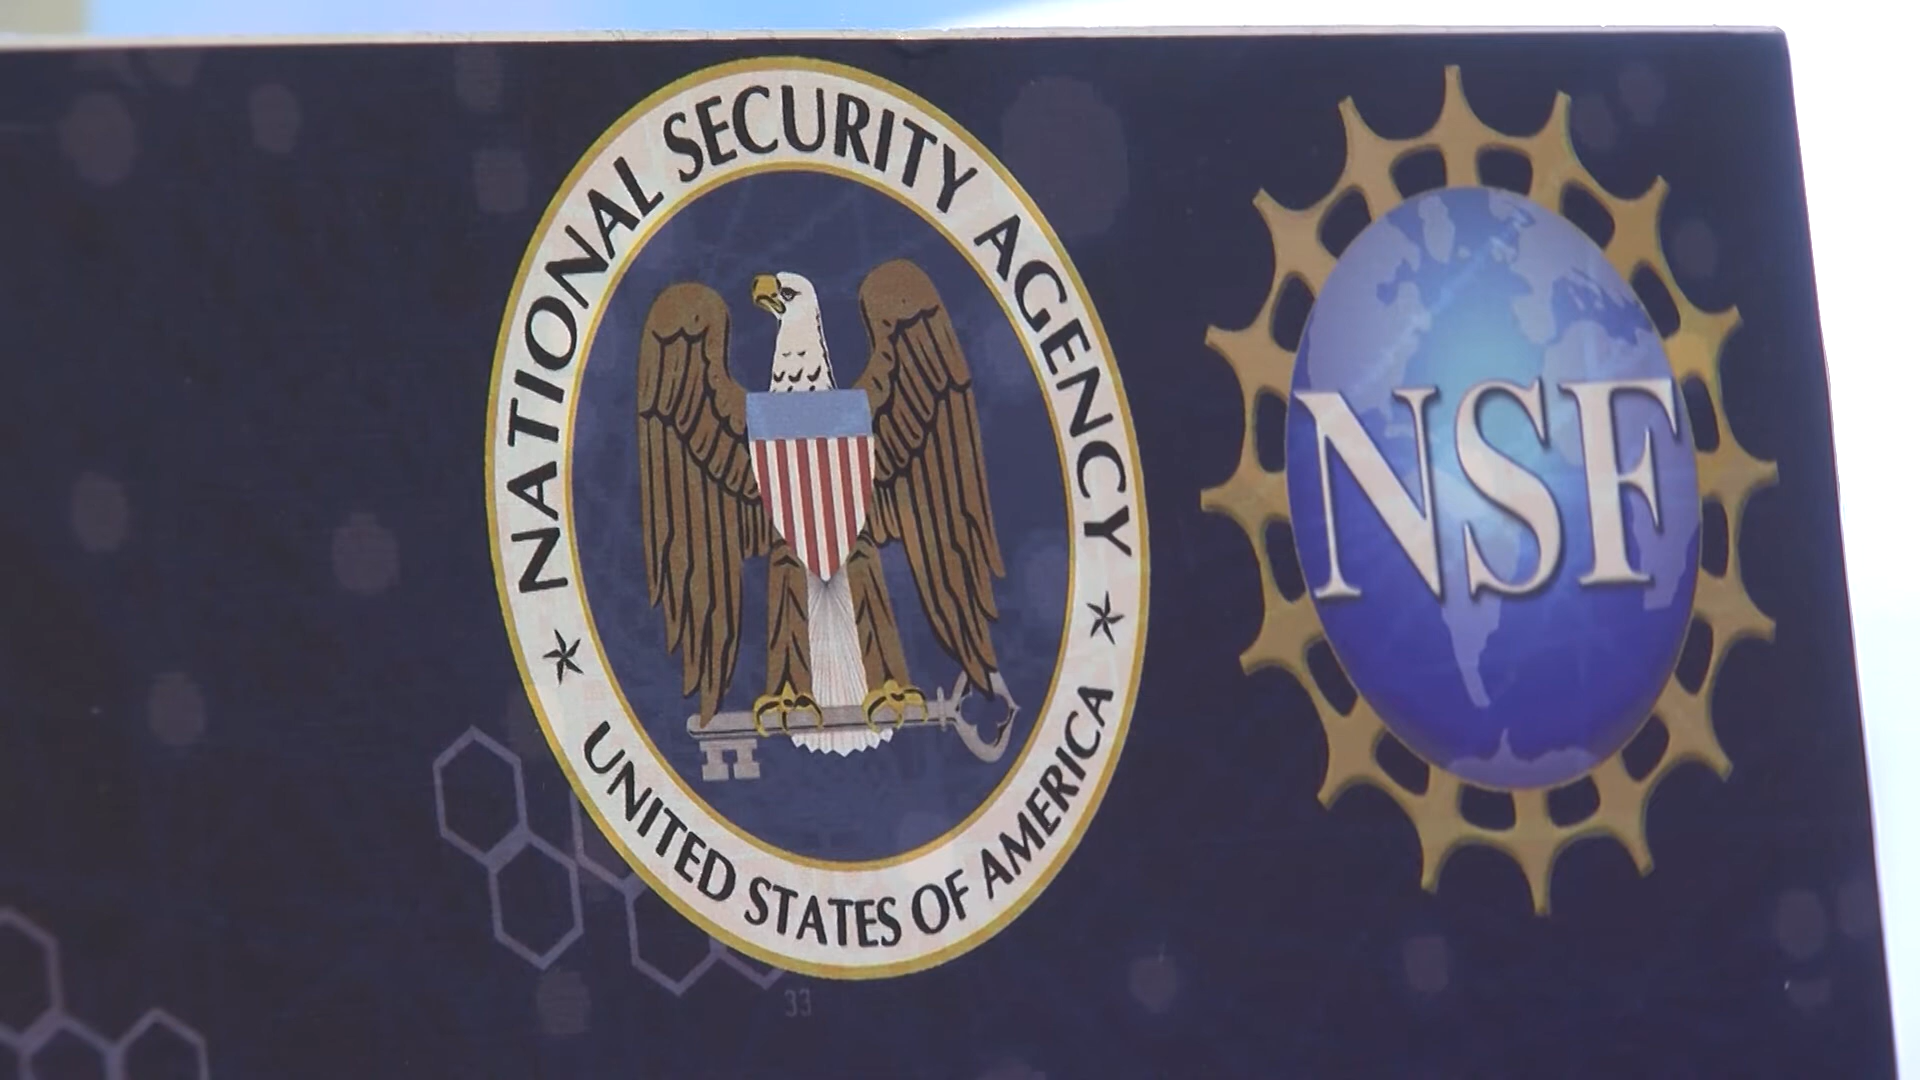 NATIONAL SECURITY AGENCY
UNITED STATES OF AMERICA
NSF
33